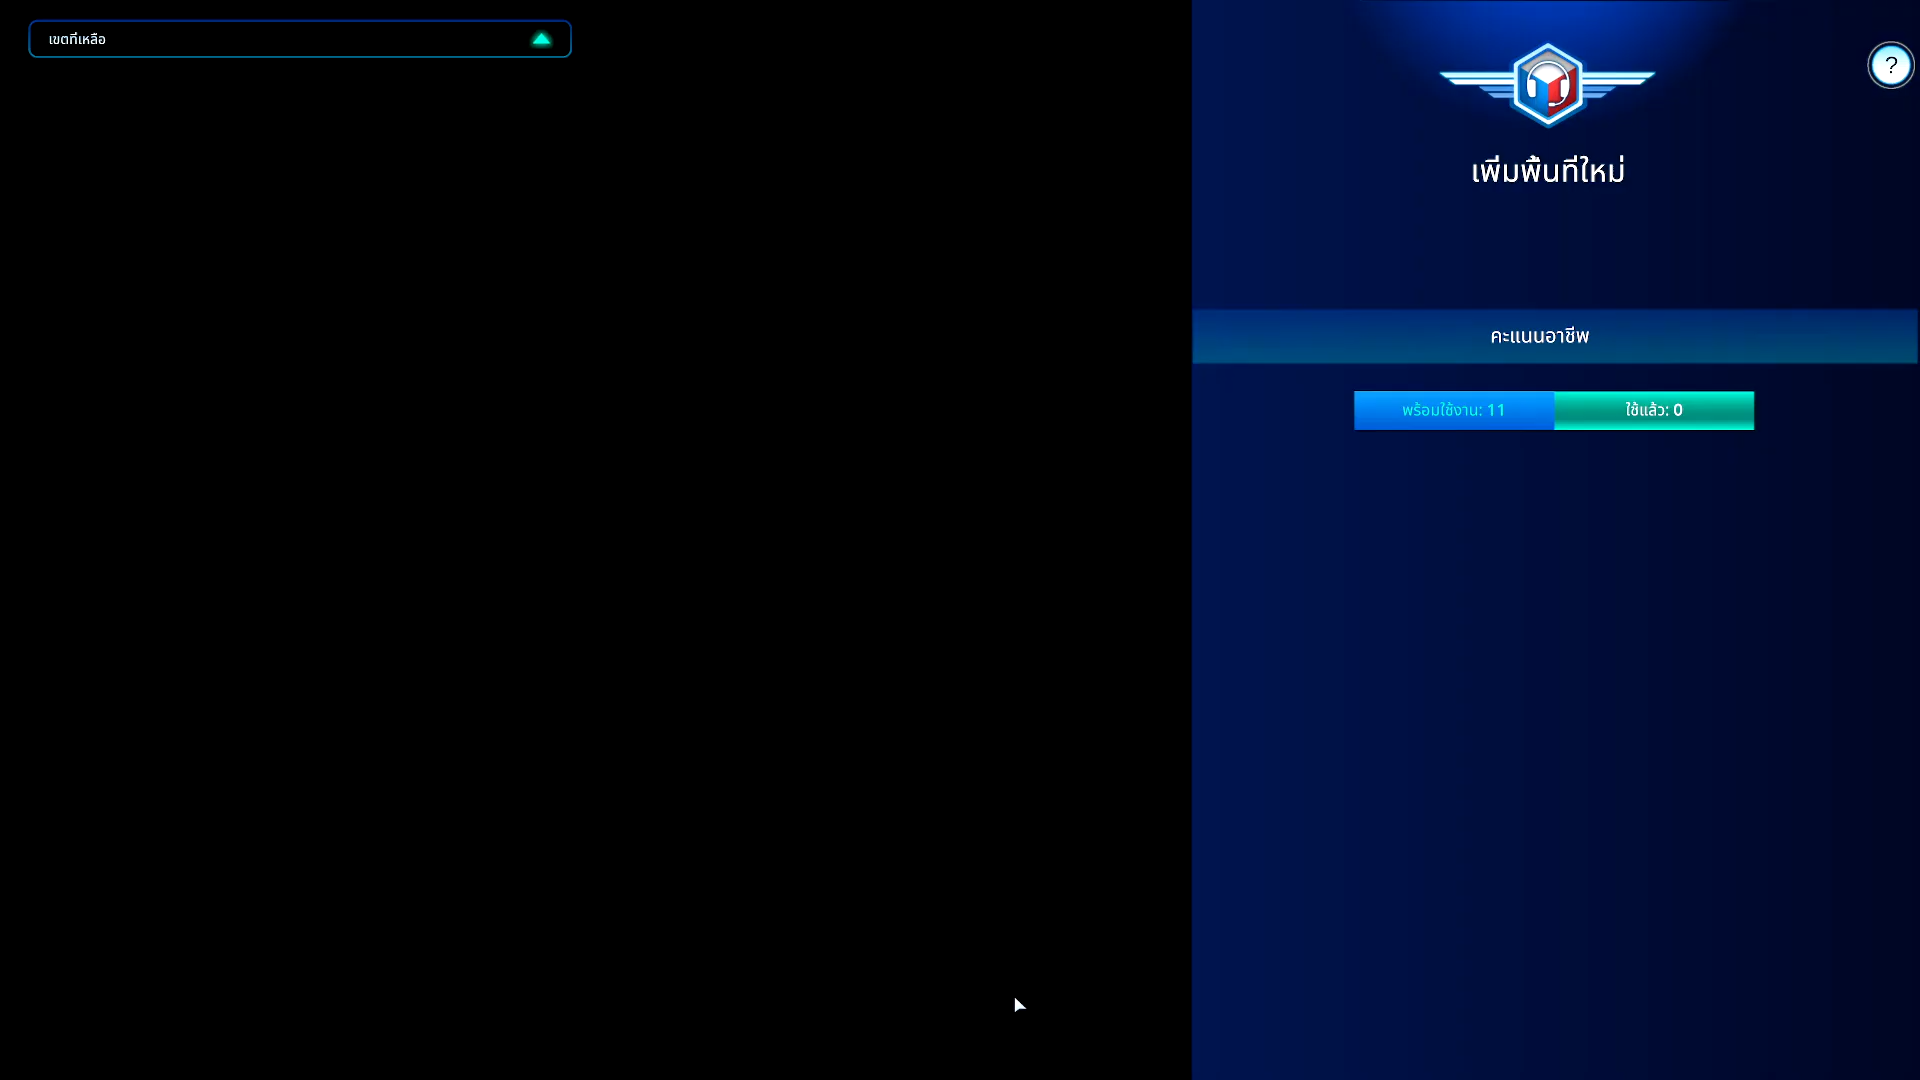 เขตที่เหลือ
?
เพิ่มพื้นที่ใหม่
คะแนนอาชีพ
พร้อมใช้งาน: 11
ใช้แล้ว: 0